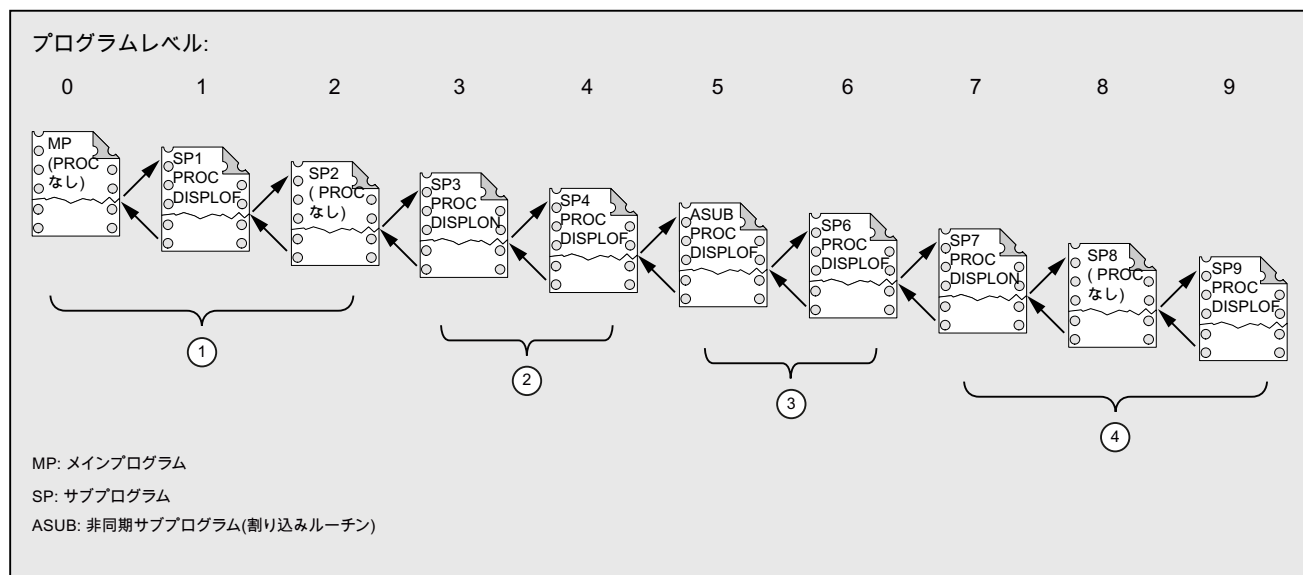 プログラムレベル:
0 1 2 3 4 5 6 7 8 9
MP
(PROC
なし)
SP1
PROC
DISPLOF
SP2
( PROC
なし)
SP3
PROC
DISPLON
SP4
PROC
DISPLOF
ASUB
PROC
DISPLOF
SP6
PROC
DISPLOF
SP7
PROC
DISPLON
SP8
( PROC
なし)
SP9
PROC
DISPLOF
1
2
3
4
MP: メインプログラム
SP: サブプログラム
ASUB: 非同期サブプログラム(割り込みルーチン)